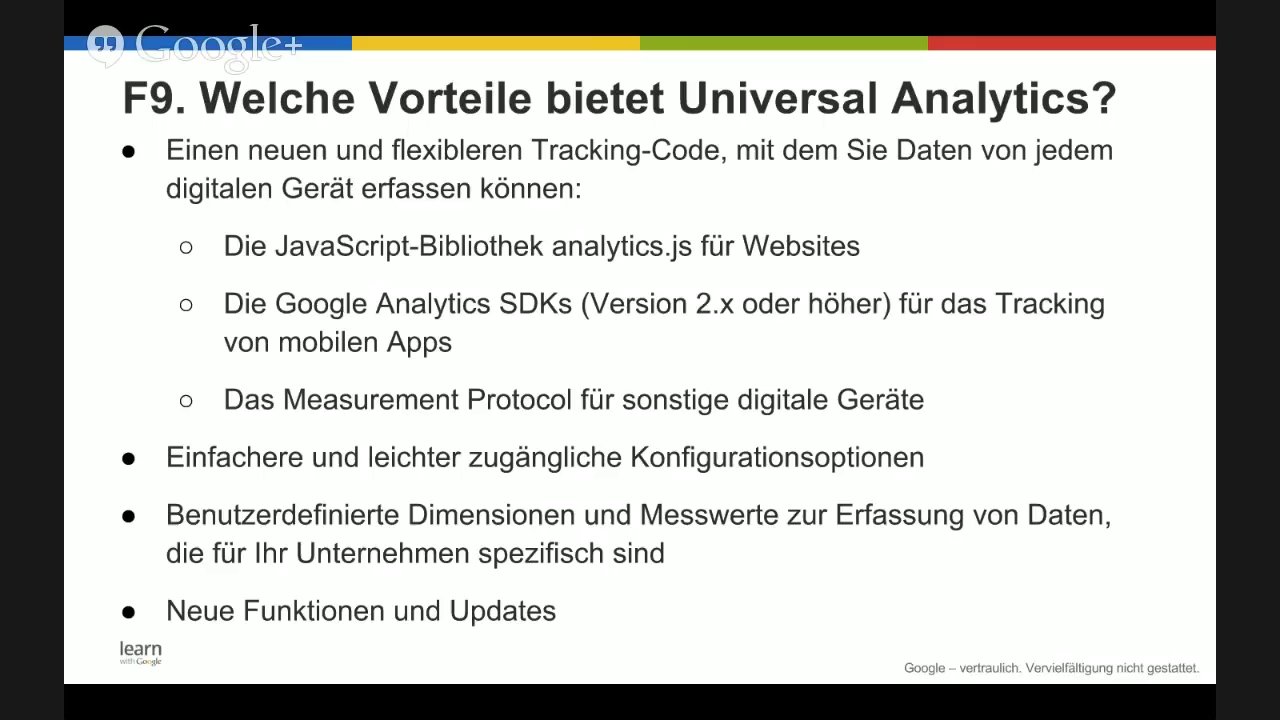 Google+
F9. Welche Vorteile bietet Universal Analytics?
● Einen neuen und flexibleren Tracking-Code, mit dem Sie Daten von jedem
digitalen Gerät erfassen können:
○ Die JavaScript-Bibliothek analytics.js für Websites
○ Die Google Analytics SDKs (Version 2.x oder höher) für das Tracking
von mobilen Apps
○ Das Measurement Protocol für sonstige digitale Geräte
● Einfachere und leichter zugängliche Konfigurationsoptionen
● Benutzerdefinierte Dimensionen und Messwerte zur Erfassung von Daten,
die für Ihr Unternehmen spezifisch sind
● Neue Funktionen und Updates
learn
with Google
Google – vertraulich. Vervielfältigung nicht gestattet.